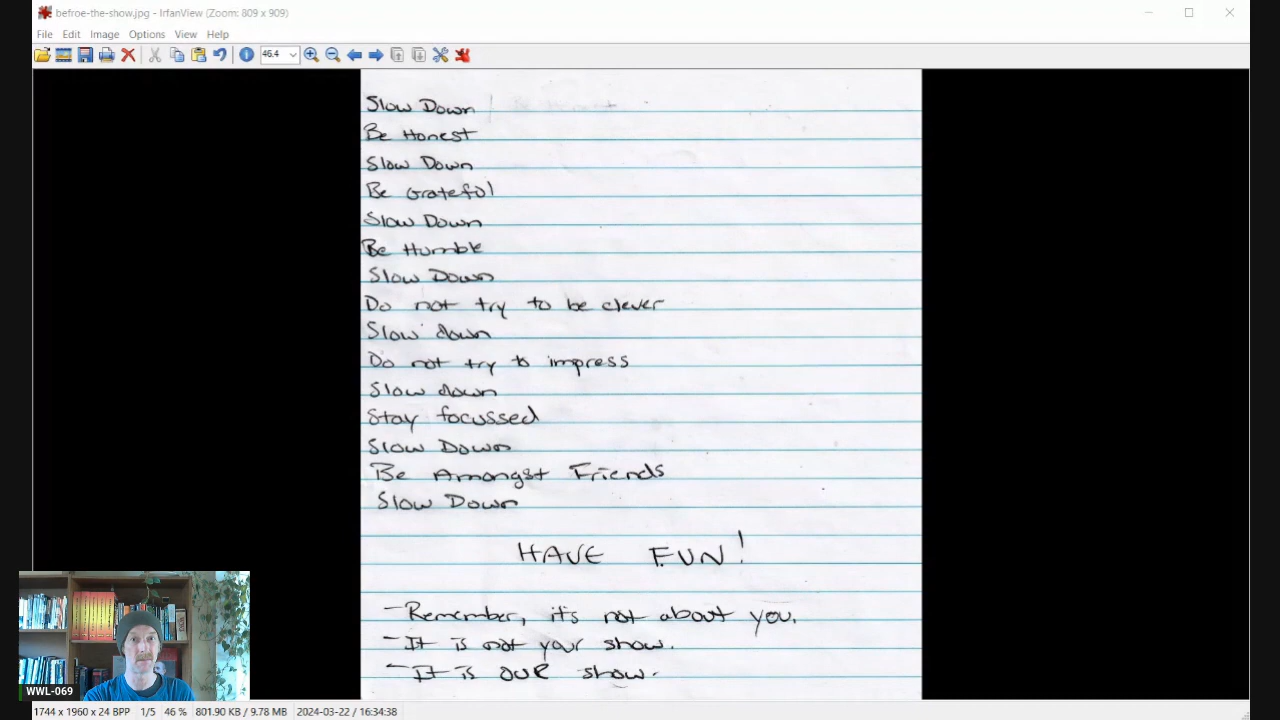 befroe-the-show.jpg - IrfanView (Zoom: 809 x 909)
File Edit Image Options View Help
46.4
Slow Down
Be Honest
Slow Down
Be Grateful
Slow Down
Be Humble
Slow Down
Do not try to be clever
Slow down
Do not try to impress
Slow down
Stay focussed
Slow Down
Be Amongst Friends
Slow Down
HAVE FUN!
- Remember, it's not about you.
- It is not your show.
- It is OUR show.
WWL-069
1744 x 1960 x 24 BPP 1/5 46 % 801.90 KB / 9.78 MB 2024-03-22 / 16:34:38